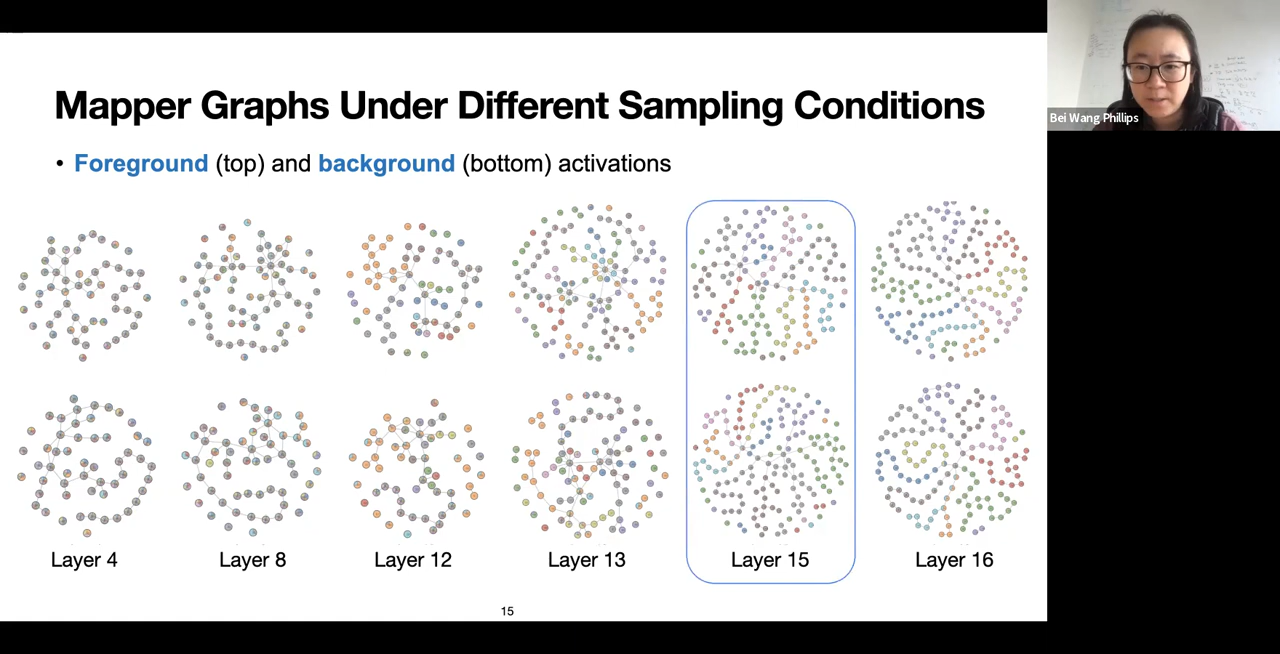 Mapper Graphs Under Different Sampling Conditions
• Foreground (top) and background (bottom) activations
Layer 4
Layer 8
Layer 12
Layer 13
Layer 15
Layer 16
15
Bei Wang Phillips